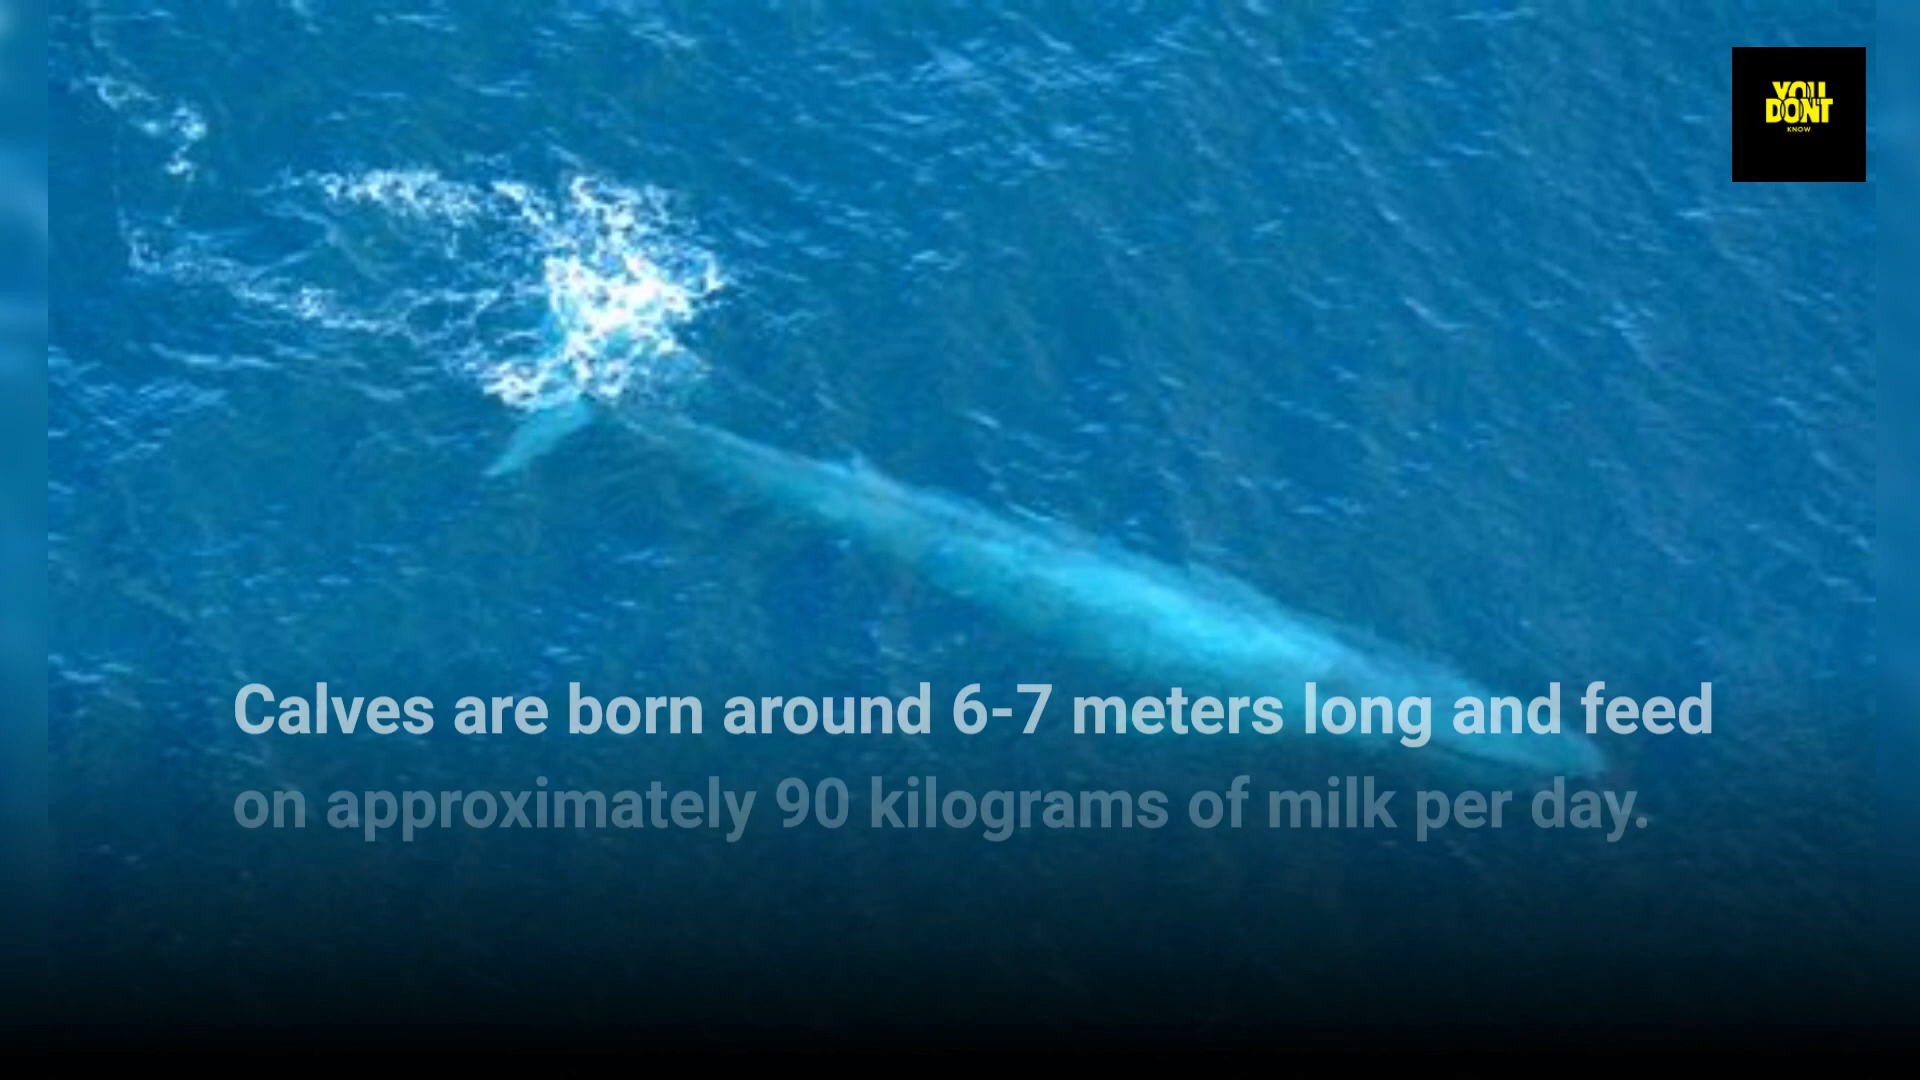 YOU
DON'T
KNOW
Calves are born around 6-7 meters long and feed
on approximately 90 kilograms of milk per day.